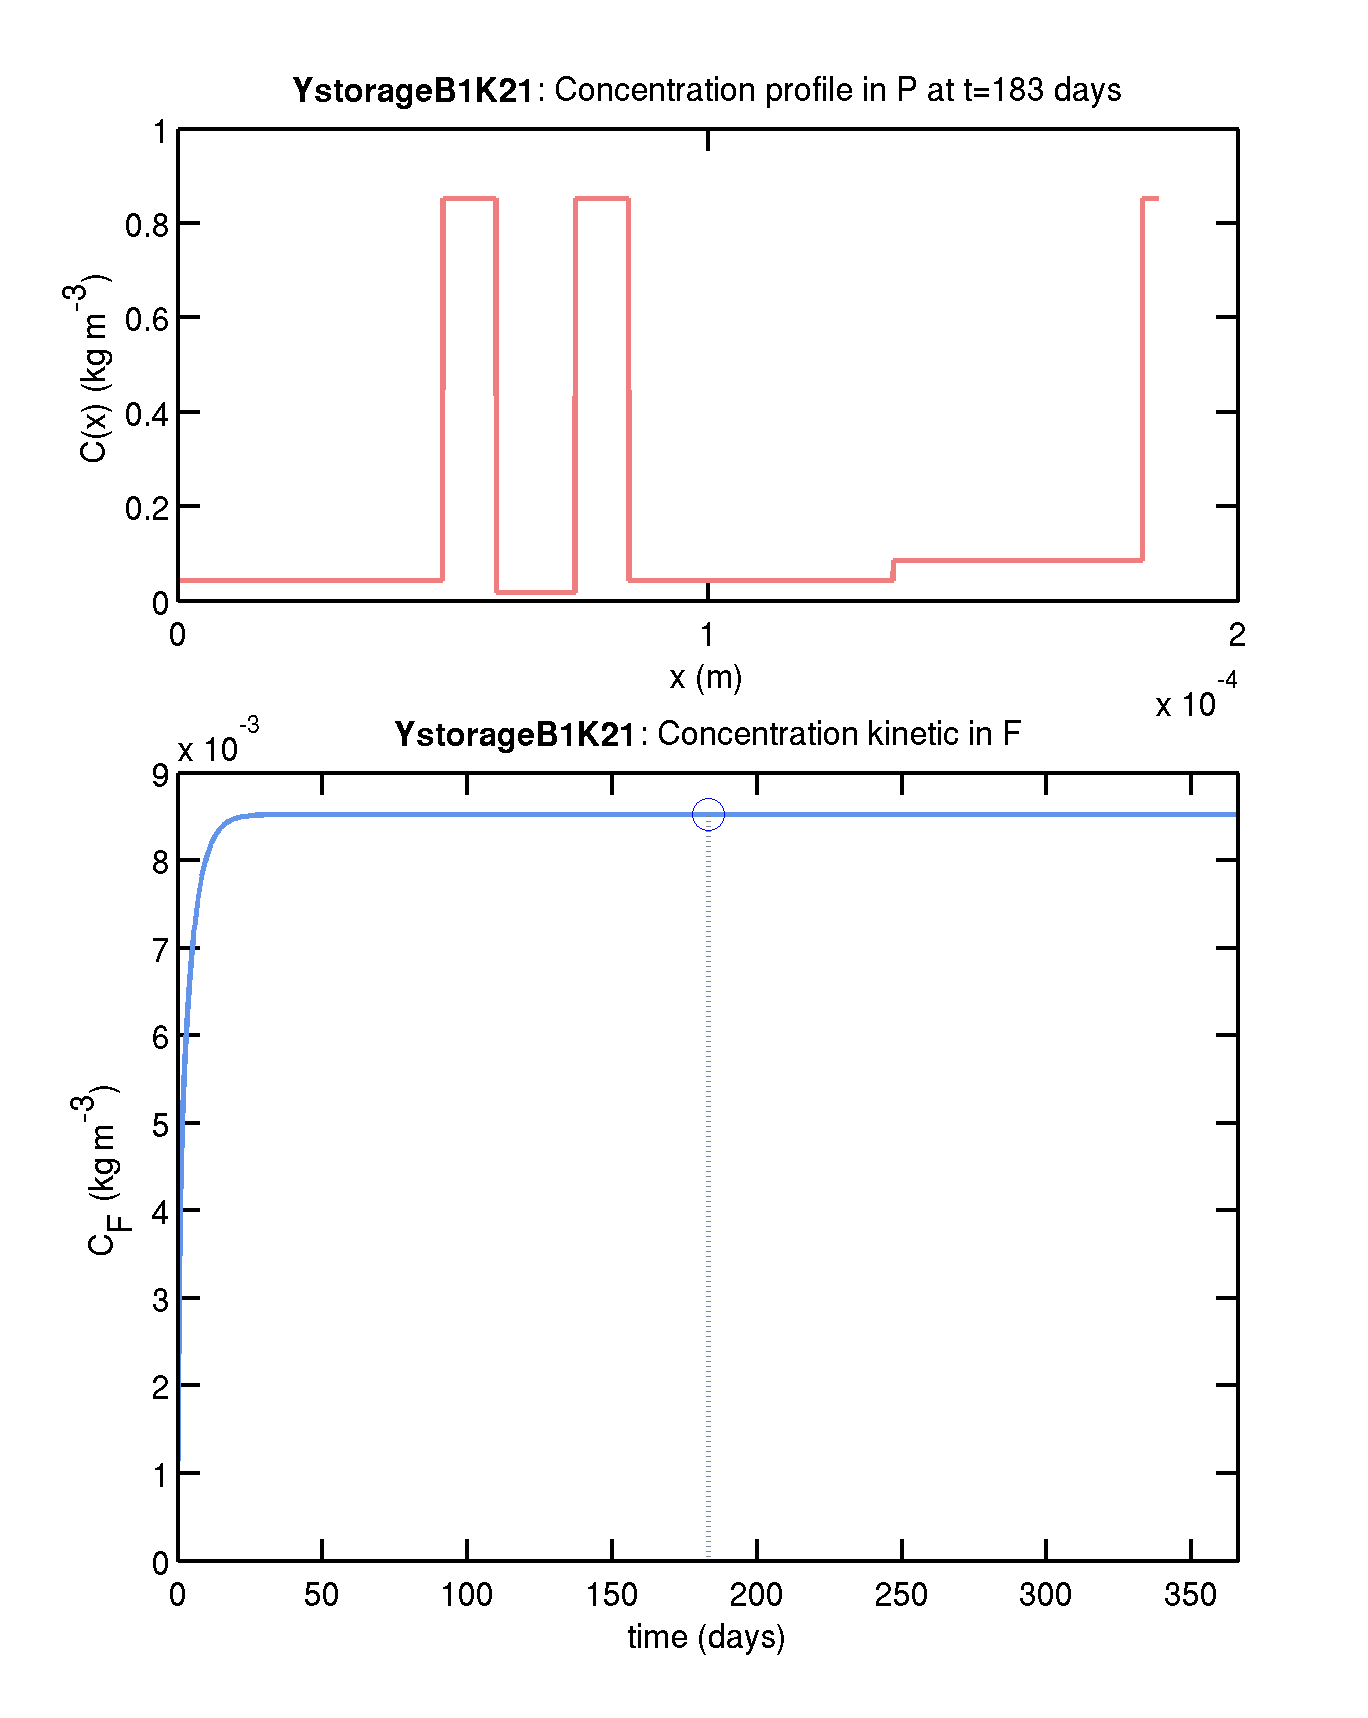 YstorageB1K21: Concentration profile in P at t=183 days
1
0.8
0.6
0.4
0.2
0
C(x) (kg m-3)
0 1 2
x (m)
x 10-4
YstorageB1K21: Concentration kinetic in F
x 10-3
9
8
7
6
5
4
3
2
1
0
CF (kg m-3)
0 50 100 150 200 250 300 350
time (days)